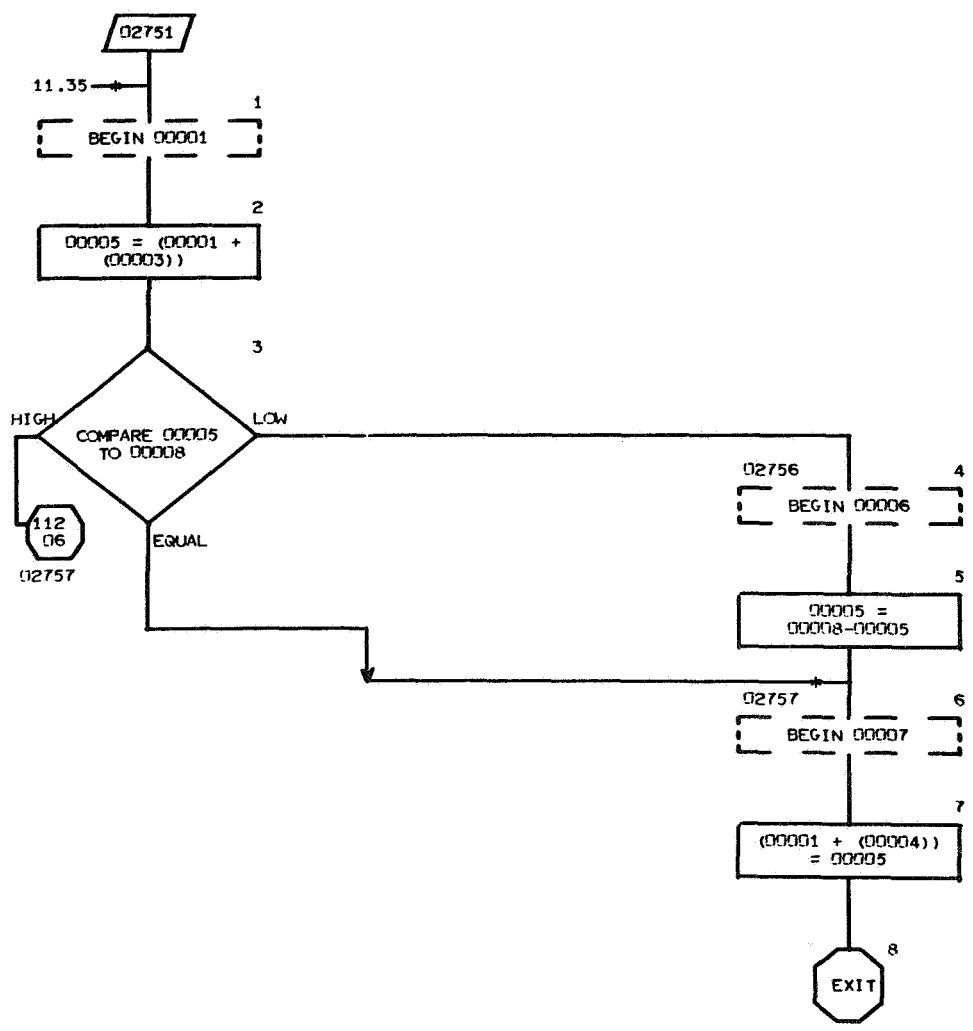 02751
11.35
1
BEGIN 00001
2
00005 = (00001 +
(00003))
3
HIGH
LOW
COMPARE 00005
TO 00008
112
06
02757
EQUAL
02756
4
BEGIN 00006
5
00005 =
00008-00005
02757
6
BEGIN 00007
7
(00001 + (00004))
= 00005
8
EXIT